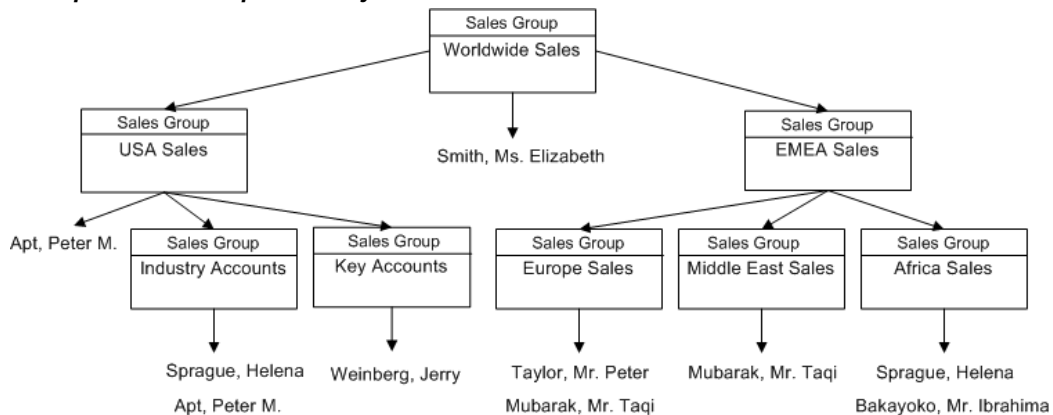 Sales Group
Worldwide Sales
Sales Group
USA Sales
Smith, Ms. Elizabeth
Sales Group
EMEA Sales
Apt, Peter M.
Sales Group
Industry Accounts
Sales Group
Key Accounts
Sales Group
Europe Sales
Sales Group
Middle East Sales
Sales Group
Africa Sales
Sprague, Helena
Apt, Peter M.
Weinberg, Jerry
Taylor, Mr. Peter
Mubarak, Mr. Taqi
Mubarak, Mr. Taqi
Sprague, Helena
Bakayoko, Mr. Ibrahima